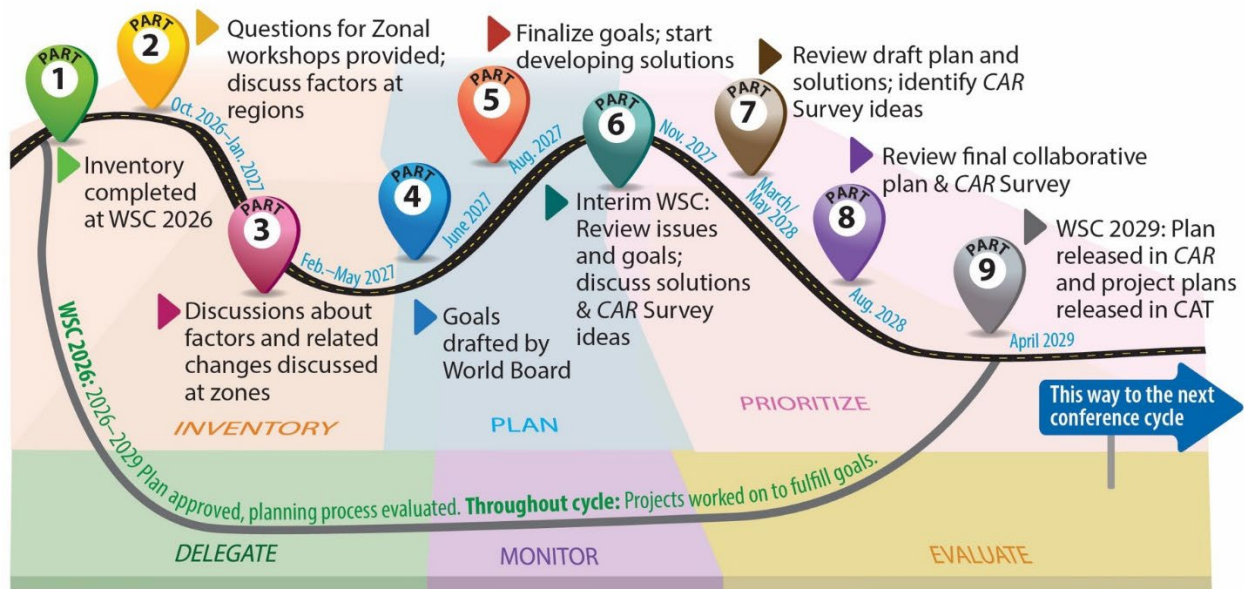 PART
1
Inventory
completed
at WSC 2026
PART
2
Questions for Zonal
workshops provided;
discuss factors at
regions
Oct. 2026–Jan. 2027
PART
3
Discussions about
factors and related
changes discussed
at zones
Feb.–May 2027
PART
4
Goals
drafted by
World Board
June 2027
PART
5
Finalize goals; start
developing solutions
Aug. 2027
PART
6
Interim WSC:
Review issues
and goals;
discuss solutions
& CAR Survey
ideas
Nov. 2027
PART
7
Review draft plan and
solutions; identify CAR
Survey ideas
March/
May 2028
PART
8
Review final collaborative
plan & CAR Survey
Aug. 2028
PART
9
WSC 2029: Plan
released in CAR
and project plans
released in CAT
April 2029
INVENTORY
PLAN
PRIORITIZE
This way to the next
conference cycle
WSC 2026: 2026–2029 Plan approved, planning process evaluated. Throughout cycle: Projects worked on to fulfill goals.
DELEGATE
MONITOR
EVALUATE